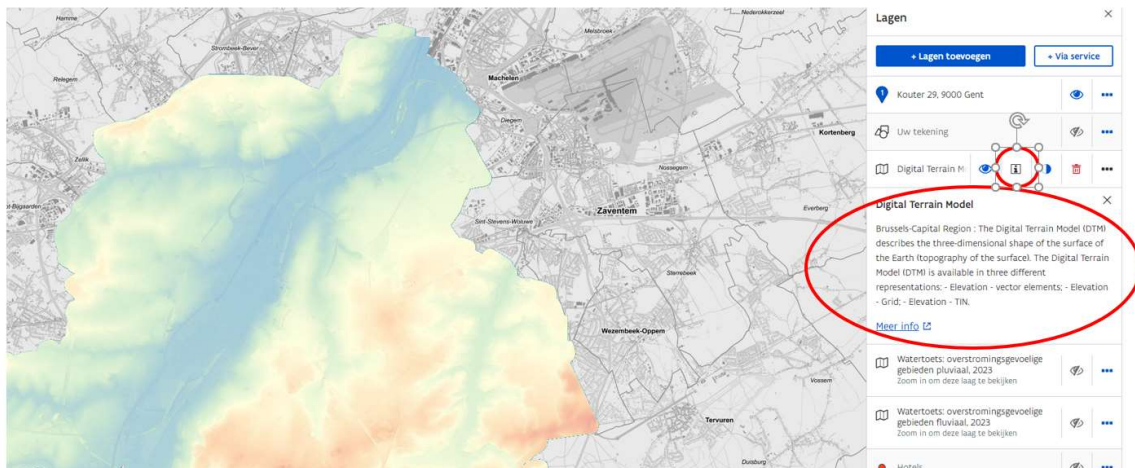 Hamme
Nederokkerzeel
Melsbroek
Strombeek-Bever
Relegem
Machelen
Diegem
Kortenberg
Zellik
Nossegem
Zaventem
Everberg
Sint-Stevens-Woluwe
Sterrebeek
Wezembeek-Oppem
Vossem
Tervuren
Duisburg
Lagen
+ Lagen toevoegen
+ Via service
1
Kouter 29, 9000 Gent
Uw tekening
Digital Terrain M
Digital Terrain Model
Brussels-Capital Region : The Digital Terrain Model (DTM)
describes the three-dimensional shape of the surface of
the Earth (topography of the surface). The Digital Terrain
Model (DTM) is available in three different
representations: - Elevation - vector elements; - Elevation
- Grid; - Elevation - TIN.
Meer info
Watertoets: overstromingsgevoelige
gebieden pluviaal, 2023
Zoom in om deze laag te bekijken
Watertoets: overstromingsgevoelige
gebieden fluviaal, 2023
Zoom in om deze laag te bekijken
Hotels